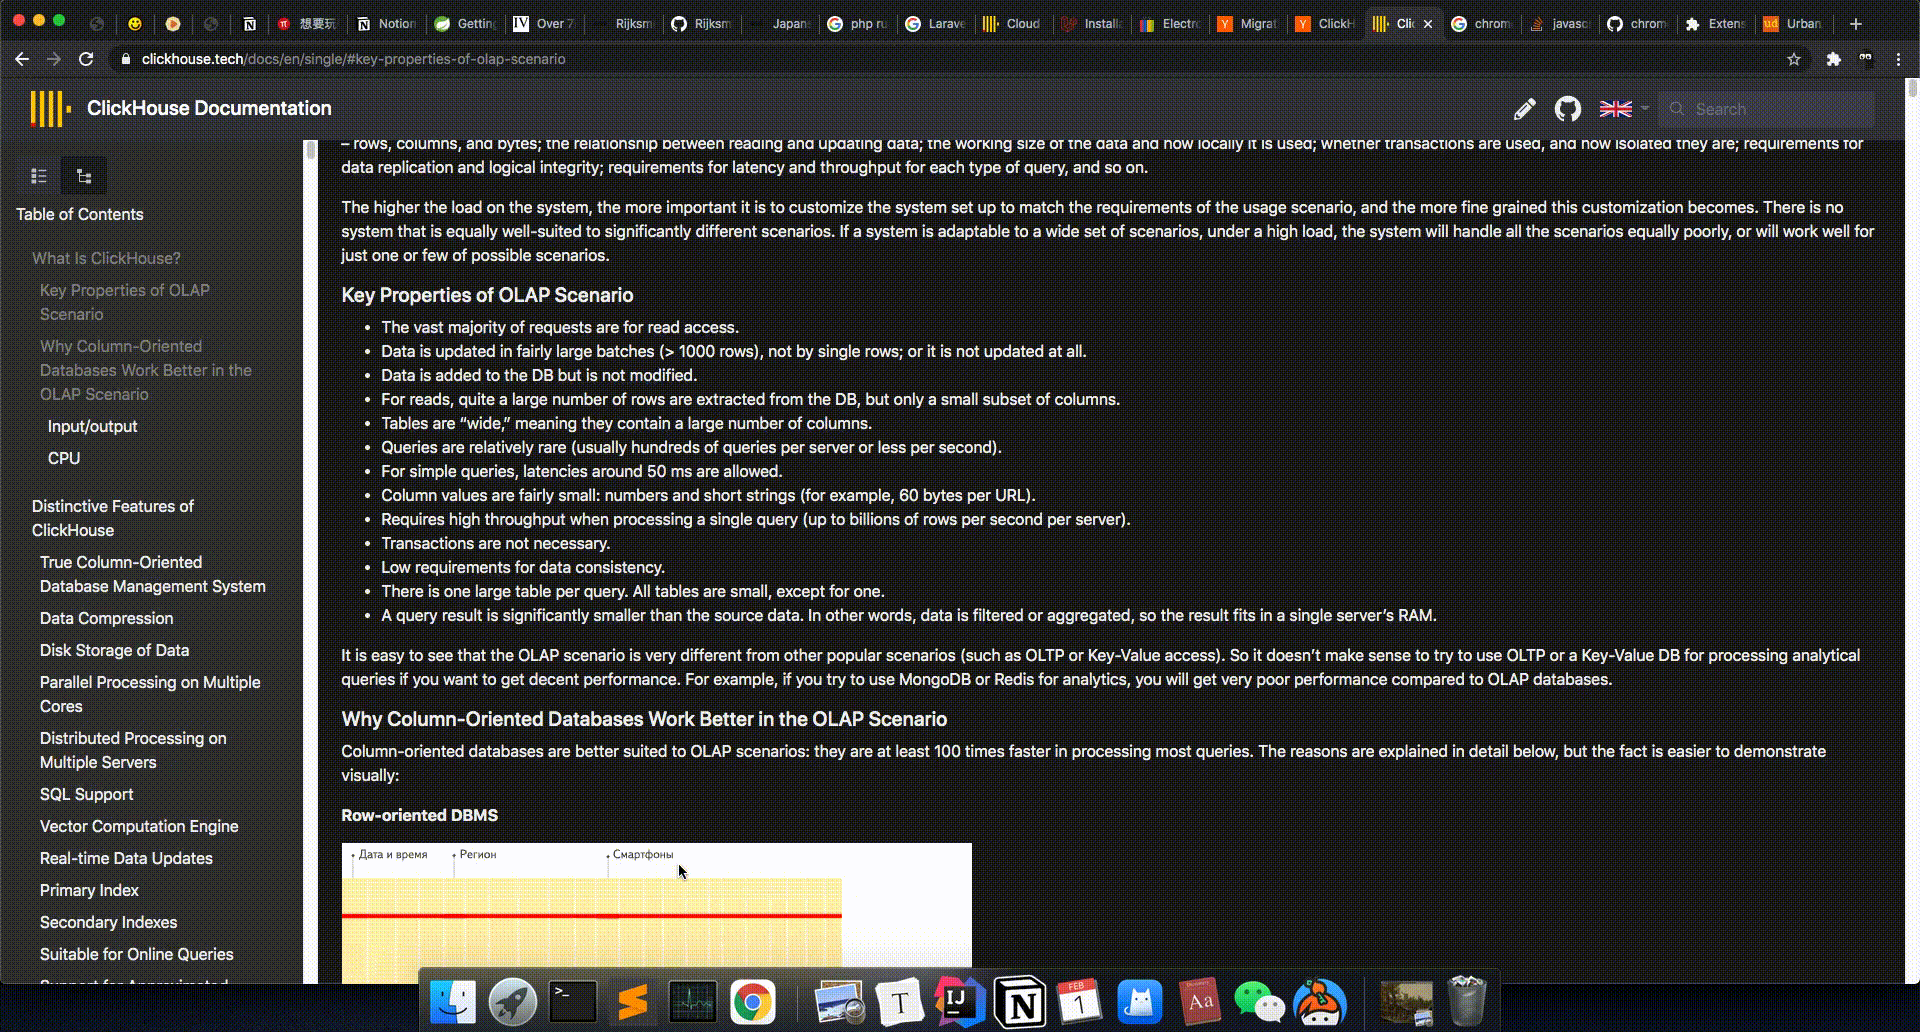 想要玩
Notion
Getting
Over 7
Rijksm
Rijksm
Japan
php ru
Larave
Cloud
Install
Electro
Migrat
ClickH
Clic
chrom
javasc
chrom
Exten
Urban
clickhouse.tech/docs/en/single/#key-properties-of-olap-scenario
ClickHouse Documentation
Search
Table of Contents
What Is ClickHouse?
Key Properties of OLAP
Scenario
Why Column-Oriented
Databases Work Better in the
OLAP Scenario
Input/output
CPU
Distinctive Features of
ClickHouse
True Column-Oriented
Database Management System
Data Compression
Disk Storage of Data
Parallel Processing on Multiple
Cores
Distributed Processing on
Multiple Servers
SQL Support
Vector Computation Engine
Real-time Data Updates
Primary Index
Secondary Indexes
Suitable for Online Queries
Support for Approximated
– rows, columns, and bytes; the relationship between reading and updating data; the working size of the data and how locally it is used; whether transactions are used, and how isolated they are; requirements for
data replication and logical integrity; requirements for latency and throughput for each type of query, and so on.
The higher the load on the system, the more important it is to customize the system set up to match the requirements of the usage scenario, and the more fine grained this customization becomes. There is no
system that is equally well-suited to significantly different scenarios. If a system is adaptable to a wide set of scenarios, under a high load, the system will handle all the scenarios equally poorly, or will work well for
just one or few of possible scenarios.
Key Properties of OLAP Scenario
• The vast majority of requests are for read access.
• Data is updated in fairly large batches (> 1000 rows), not by single rows; or it is not updated at all.
• Data is added to the DB but is not modified.
• For reads, quite a large number of rows are extracted from the DB, but only a small subset of columns.
• Tables are “wide,” meaning they contain a large number of columns.
• Queries are relatively rare (usually hundreds of queries per server or less per second).
• For simple queries, latencies around 50 ms are allowed.
• Column values are fairly small: numbers and short strings (for example, 60 bytes per URL).
• Requires high throughput when processing a single query (up to billions of rows per second per server).
• Transactions are not necessary.
• Low requirements for data consistency.
• There is one large table per query. All tables are small, except for one.
• A query result is significantly smaller than the source data. In other words, data is filtered or aggregated, so the result fits in a single server’s RAM.
It is easy to see that the OLAP scenario is very different from other popular scenarios (such as OLTP or Key-Value access). So it doesn’t make sense to try to use OLTP or a Key-Value DB for processing analytical
queries if you want to get decent performance. For example, if you try to use MongoDB or Redis for analytics, you will get very poor performance compared to OLAP databases.
Why Column-Oriented Databases Work Better in the OLAP Scenario
Column-oriented databases are better suited to OLAP scenarios: they are at least 100 times faster in processing most queries. The reasons are explained in detail below, but the fact is easier to demonstrate
visually:
Row-oriented DBMS
Дата и время
Регион
Смартфоны
FEB
1